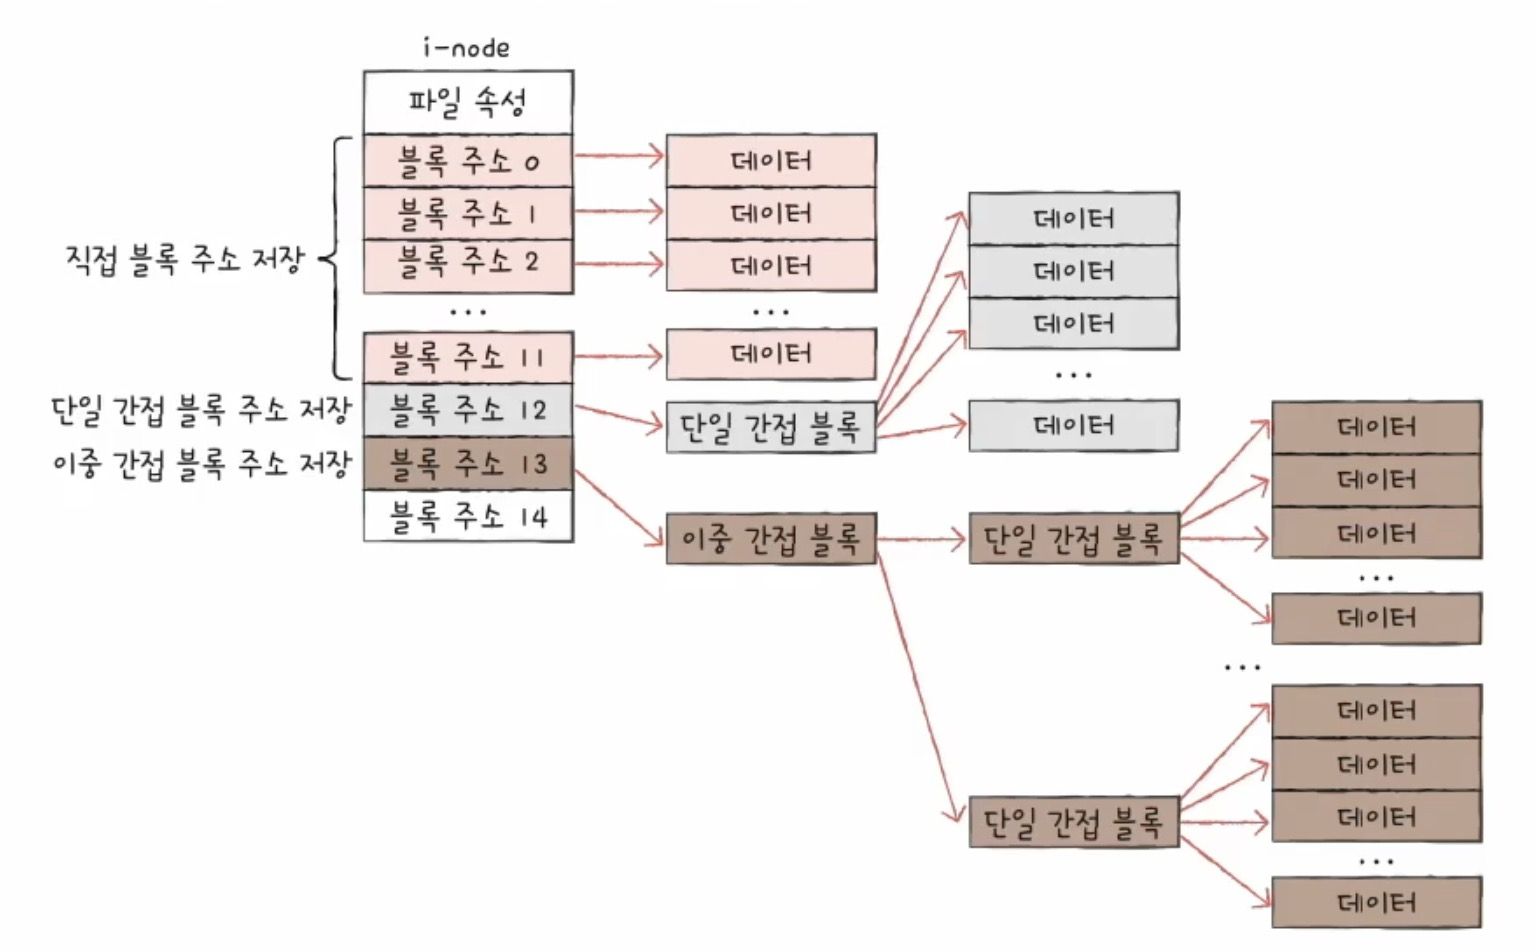 i-node
파일 속성
블록 주소 0
블록 주소 1
블록 주소 2
...
블록 주소 11
블록 주소 12
블록 주소 13
블록 주소 14
직접 블록 주소 저장
단일 간접 블록 주소 저장
이중 간접 블록 주소 저장
데이터
데이터
데이터
...
데이터
단일 간접 블록
이중 간접 블록
데이터
데이터
데이터
...
데이터
단일 간접 블록
단일 간접 블록
데이터
데이터
데이터
...
데이터
...
데이터
데이터
데이터
...
데이터